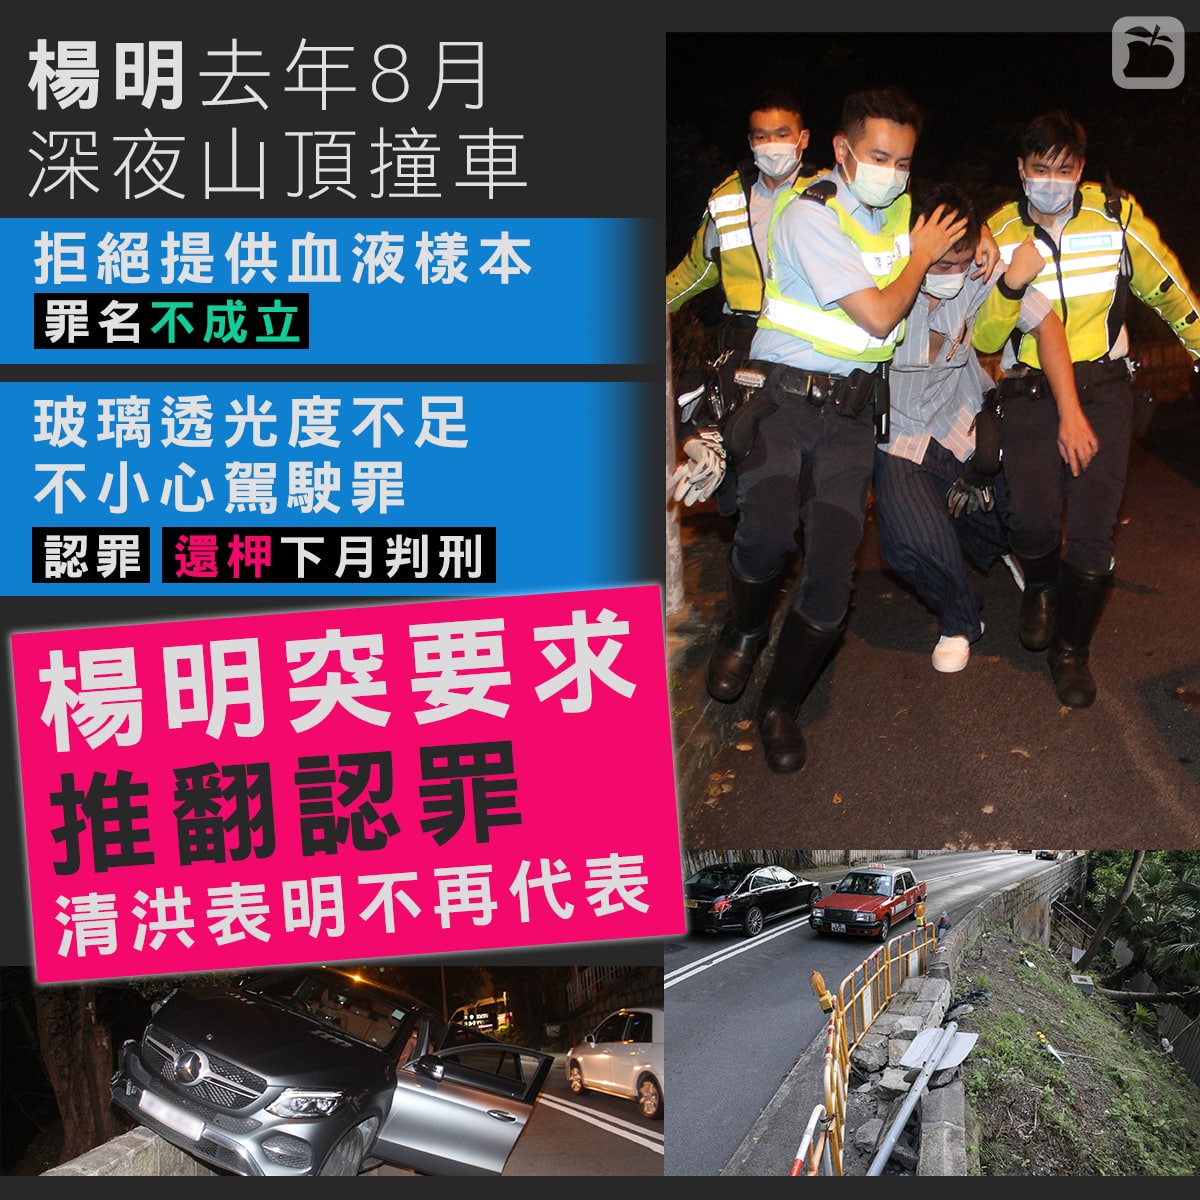 楊明去年8月
深夜山頂撞車
拒絕提供血液樣本
罪名不成立
玻璃透光度不足
不小心駕駛罪
認罪 還柙下月判刑
楊明突要求
推翻認罪
清洪表明不再代表